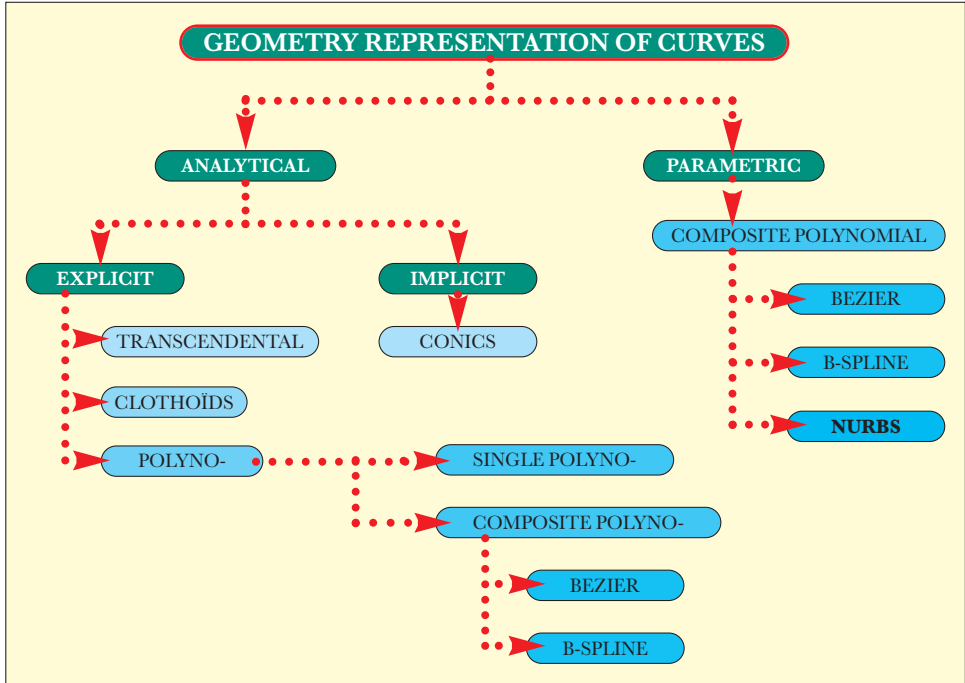 GEOMETRY REPRESENTATION OF CURVES
ANALYTICAL
PARAMETRIC
COMPOSITE POLYNOMIAL
EXPLICIT
IMPLICIT
BEZIER
TRANSCENDENTAL
CONICS
B-SPLINE
CLOTHOÏDS
NURBS
POLYNO-
SINGLE POLYNO-
COMPOSITE POLYNO-
BEZIER
B-SPLINE